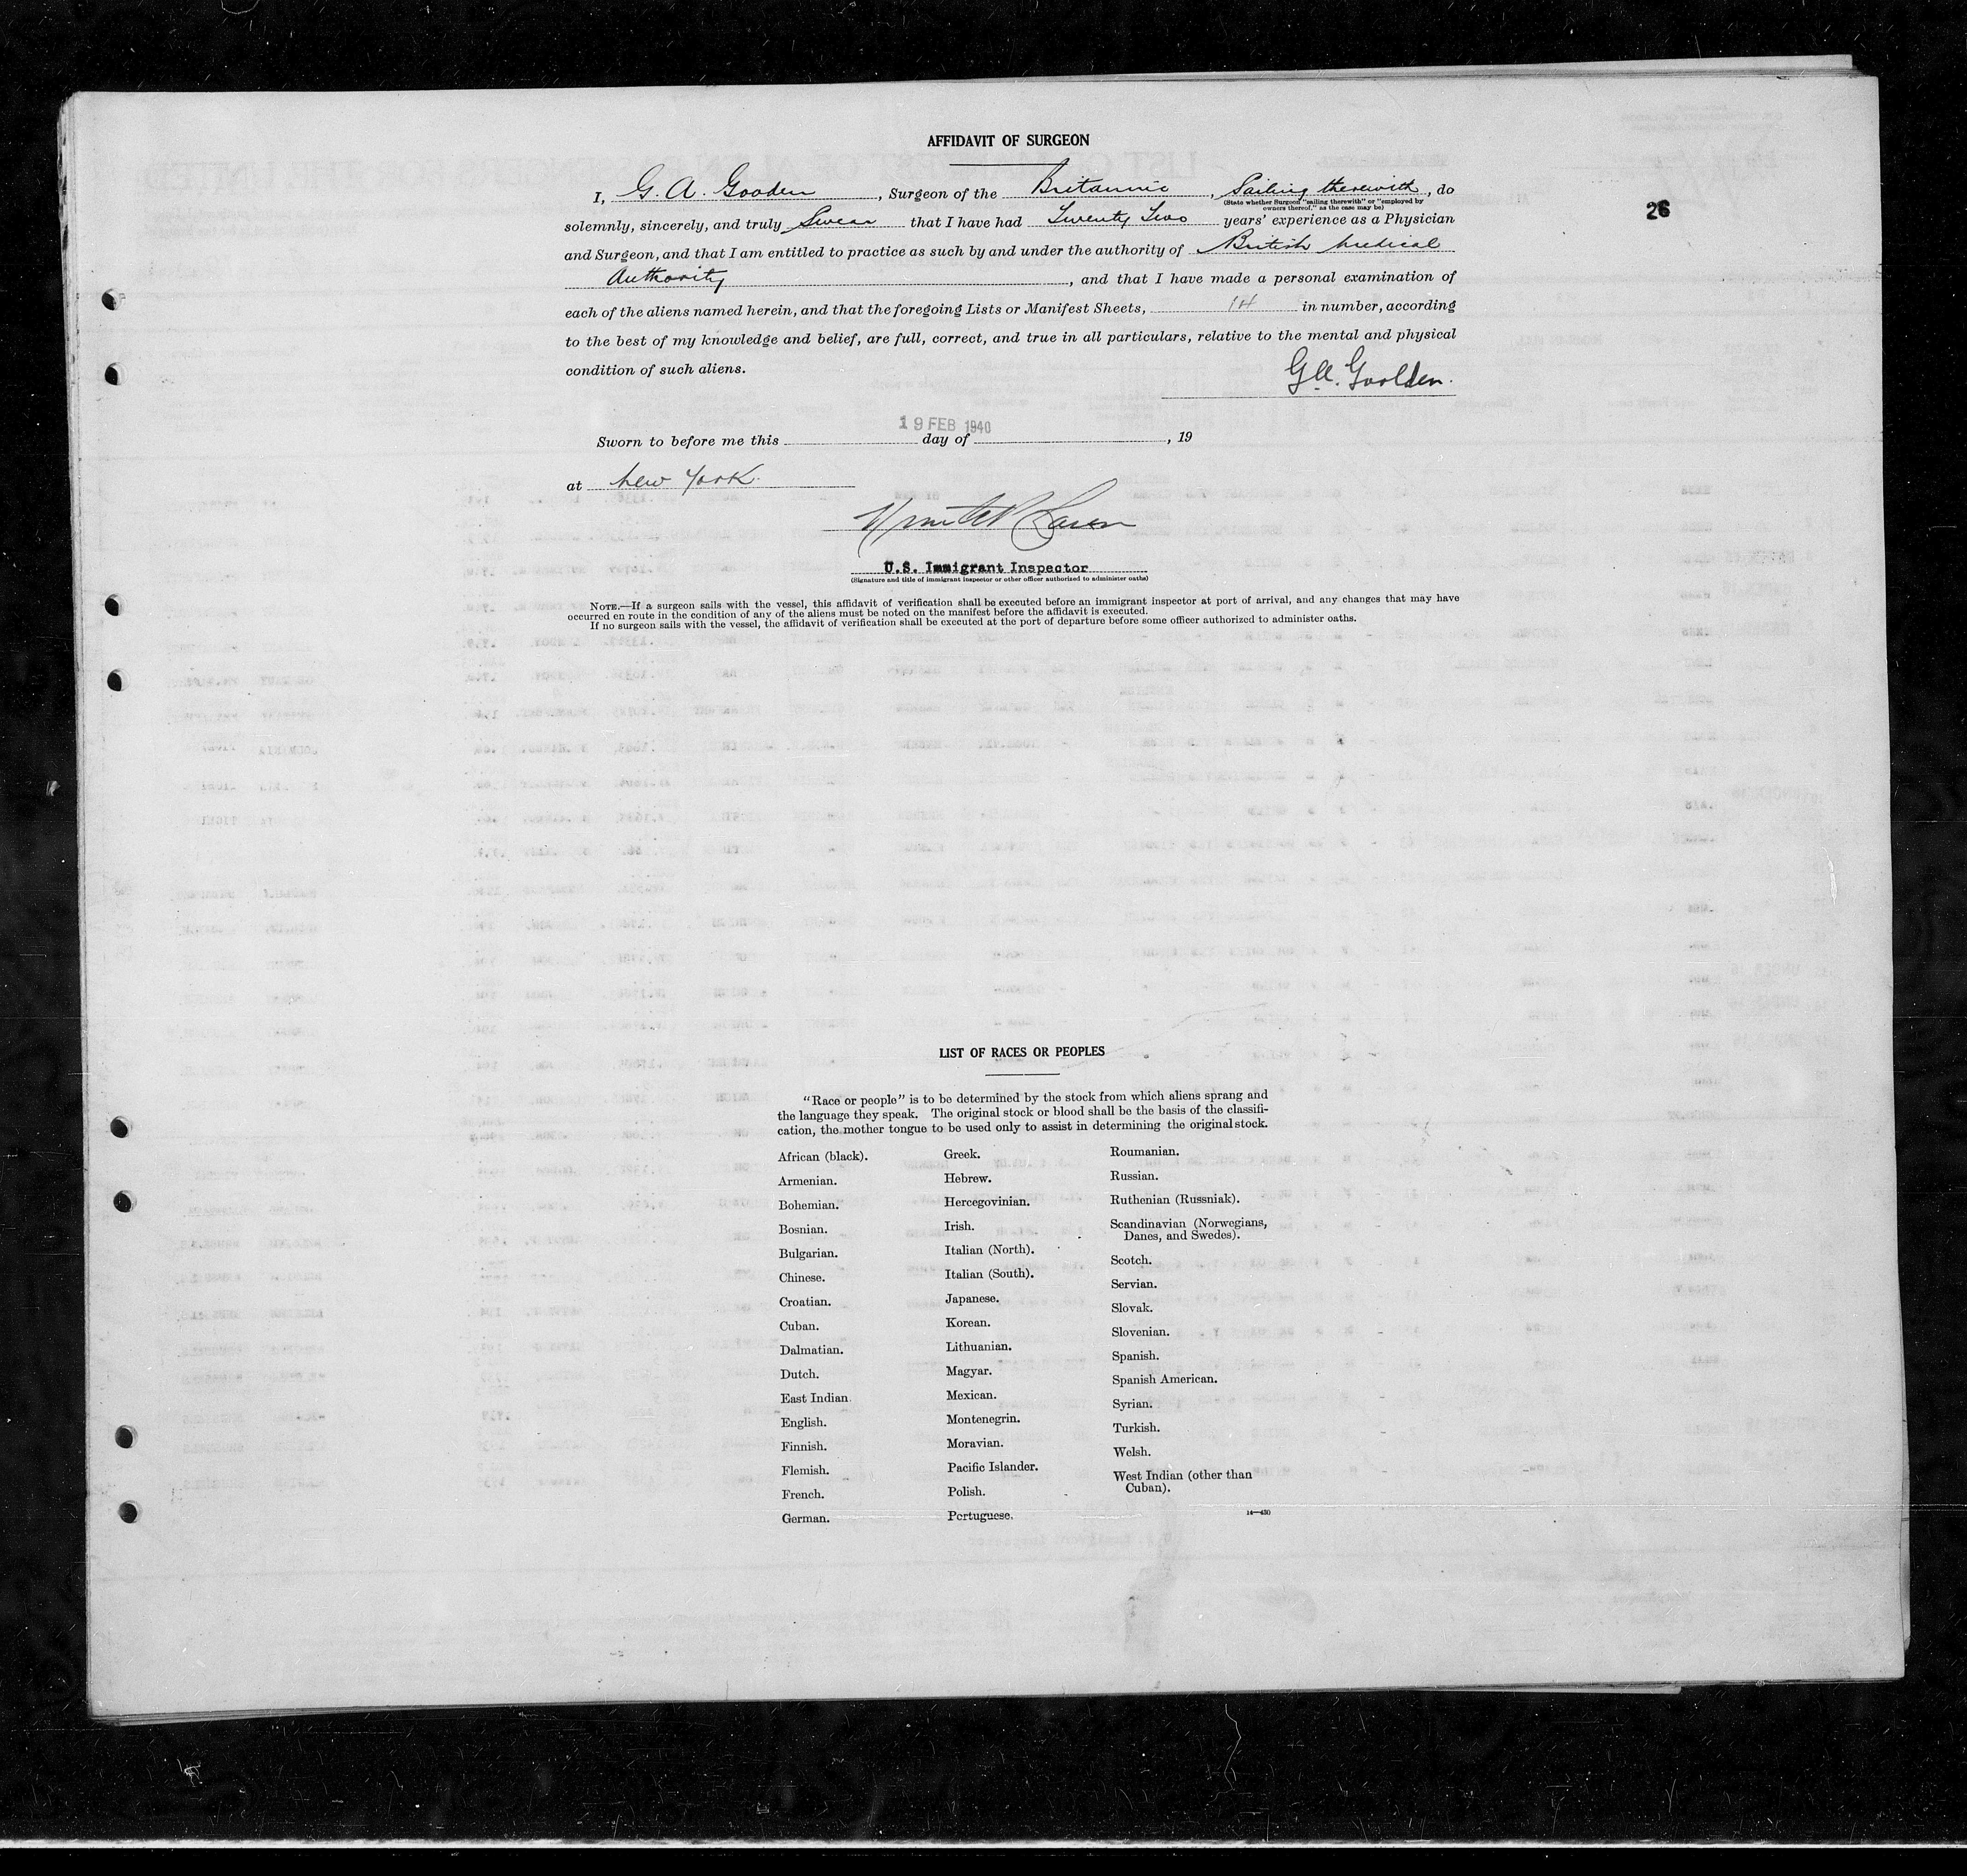 AFFIDAVIT OF SURGEON
26
I, G. A. Gooden, Surgeon of the Britannic, Sailing therewith, do
(State whether Surgeon "sailing therewith" or "employed by
owners thereof," as the case may be)
solemnly, sincerely, and truly Swear that I have had Twenty Two years' experience as a Physician
and Surgeon, and that I am entitled to practice as such by and under the authority of British Medical
Authority, and that I have made a personal examination of
each of the aliens named herein, and that the foregoing Lists or Manifest Sheets, 14 in number, according
to the best of my knowledge and belief, are full, correct, and true in all particulars, relative to the mental and physical
condition of such aliens.
G.A. Goolden.
19 FEB 1940
Sworn to before me this day of , 19
at New York.
U.S. Immigrant Inspector
(Signature and title of immigrant inspector or other officer authorized to administer oaths)
NOTE.—If a surgeon sails with the vessel, this affidavit of verification shall be executed before an immigrant inspector at port of arrival, and any changes that may have
occurred en route in the condition of any of the aliens must be noted on the manifest before the affidavit is executed.
If no surgeon sails with the vessel, the affidavit of verification shall be executed at the port of departure before some officer authorized to administer oaths.
LIST OF RACES OR PEOPLES
"Race or people" is to be determined by the stock from which aliens sprang and
the language they speak. The original stock or blood shall be the basis of the classifi-
cation, the mother tongue to be used only to assist in determining the original stock.
African (black).
Armenian.
Bohemian.
Bosnian.
Bulgarian.
Chinese.
Croatian.
Cuban.
Dalmatian.
Dutch.
East Indian.
English.
Finnish.
Flemish.
French.
German.
Greek.
Hebrew.
Hercegovinian.
Irish.
Italian (North).
Italian (South).
Japanese.
Korean.
Lithuanian.
Magyar.
Mexican.
Montenegrin.
Moravian.
Pacific Islander.
Polish.
Portuguese.
Roumanian.
Russian.
Ruthenian (Russniak).
Scandinavian (Norwegians,
Danes, and Swedes).
Scotch.
Servian.
Slovak.
Slovenian.
Spanish.
Spanish American.
Syrian.
Turkish.
Welsh.
West Indian (other than
Cuban).
14—430